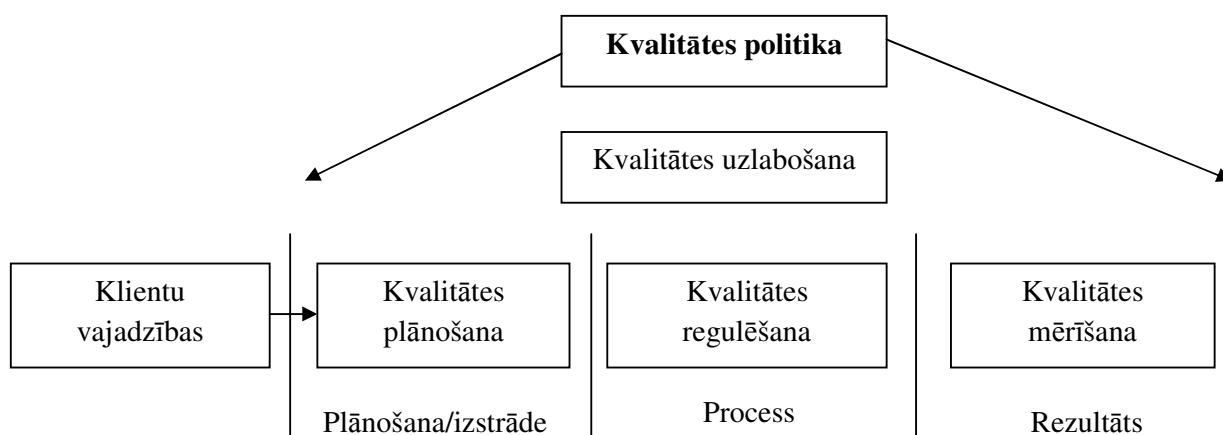 Kvalitātes politika
Kvalitātes uzlabošana
Klientu
vajadzības
Kvalitātes
plānošana
Kvalitātes
regulēšana
Kvalitātes
mērīšana
Plānošana/izstrāde
Process
Rezultāts